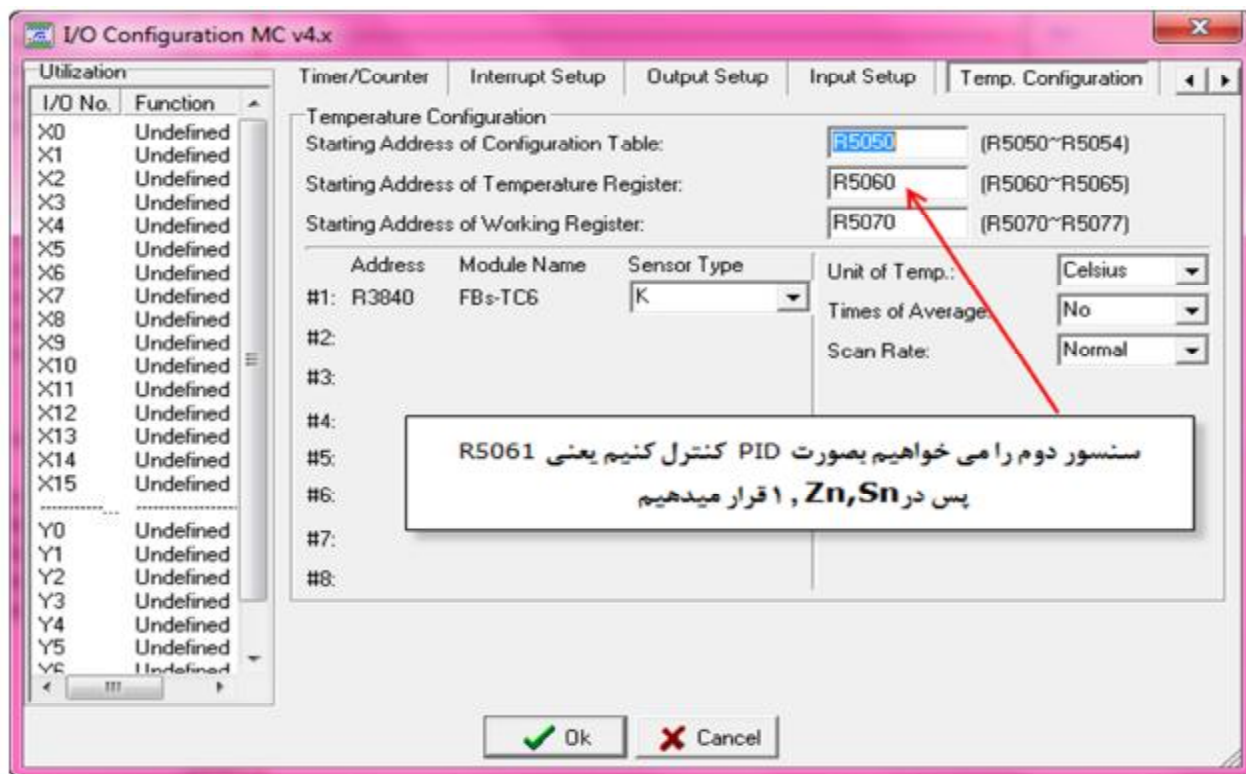 I/O Configuration MC v4.x
Utilization
I/O No. Function
X0 Undefined
X1 Undefined
X2 Undefined
X3 Undefined
X4 Undefined
X5 Undefined
X6 Undefined
X7 Undefined
X8 Undefined
X9 Undefined
X10 Undefined
X11 Undefined
X12 Undefined
X13 Undefined
X14 Undefined
X15 Undefined
Y0 Undefined
Y1 Undefined
Y2 Undefined
Y3 Undefined
Y4 Undefined
Y5 Undefined
Y6 Undefined
Timer/Counter Interrupt Setup Output Setup Input Setup Temp. Configuration
Temperature Configuration
Starting Address of Configuration Table: R5050 (R5050~R5054)
Starting Address of Temperature Register: R5060 (R5060~R5065)
Starting Address of Working Register: R5070 (R5070~R5077)
Address Module Name Sensor Type
#1: R3840 FBs-TC6 K
#2:
#3:
#4:
#5:
#6:
#7:
#8:
Unit of Temp.: Celsius
Times of Average: No
Scan Rate: Normal
سنسور دوم را می خواهیم بصورت PID کنترل کنیم یعنی R5061
پس در Zn,Sn , ۱ قرار میدهیم
Ok Cancel